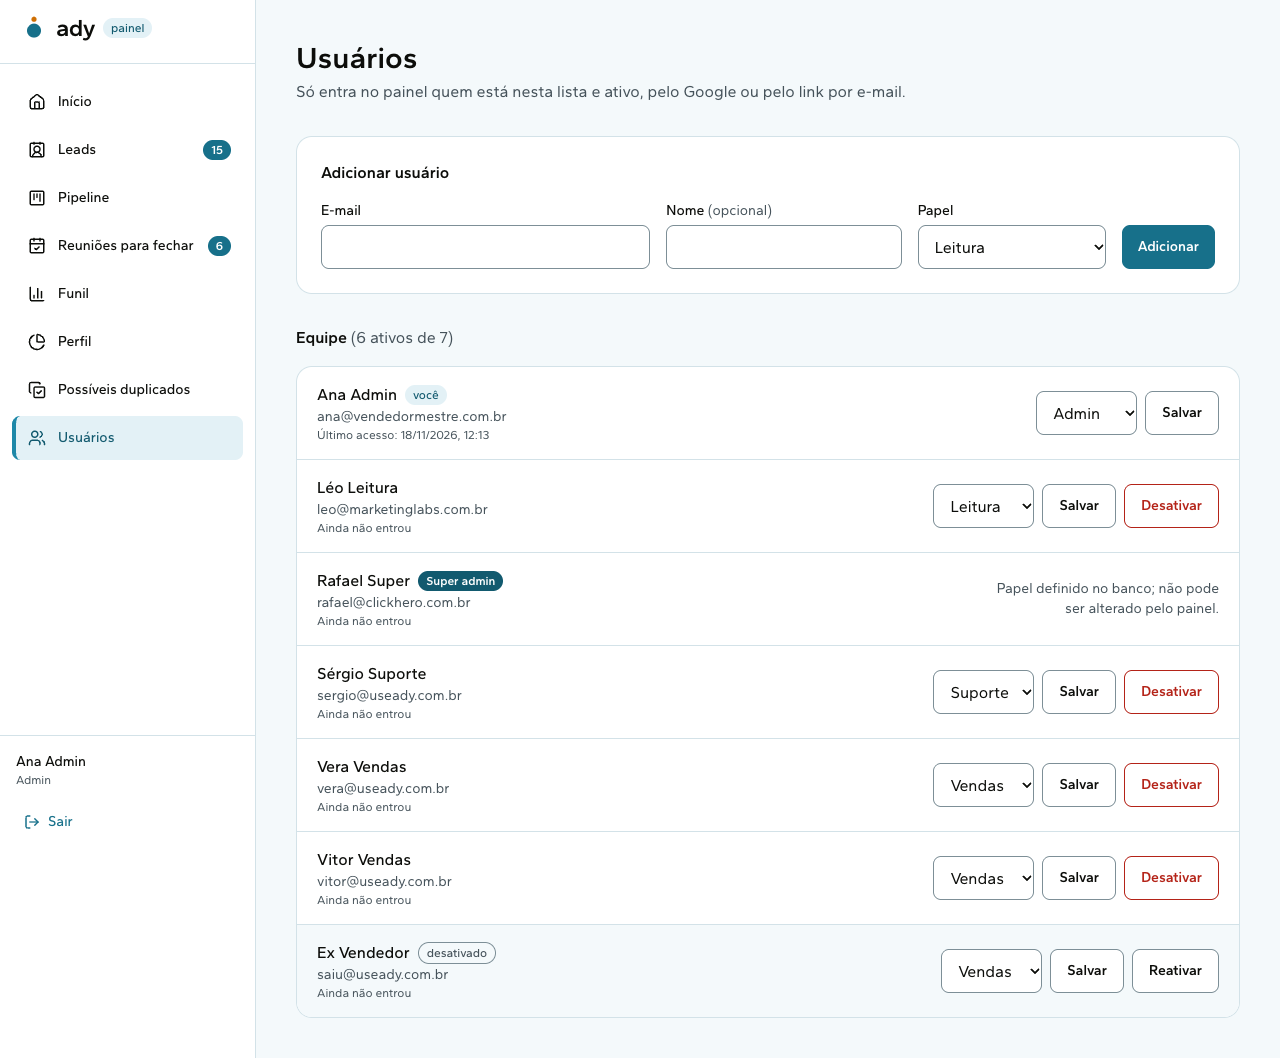 ady painel
Início
Leads 15
Pipeline
Reuniões para fechar 6
Funil
Perfil
Possíveis duplicados
Usuários
Ana Admin
Admin
Sair
Usuários
Só entra no painel quem está nesta lista e ativo, pelo Google ou pelo link por e-mail.
Adicionar usuário
E-mail Nome (opcional) Papel
Leitura Adicionar
Equipe (6 ativos de 7)
Ana Admin você
ana@vendedormestre.com.br
Último acesso: 18/11/2026, 12:13
Admin Salvar
Léo Leitura
leo@marketinglabs.com.br
Ainda não entrou
Leitura Salvar Desativar
Rafael Super Super admin
rafael@clickhero.com.br
Ainda não entrou
Papel definido no banco; não pode
ser alterado pelo painel.
Sérgio Suporte
sergio@useady.com.br
Ainda não entrou
Suporte Salvar Desativar
Vera Vendas
vera@useady.com.br
Ainda não entrou
Vendas Salvar Desativar
Vitor Vendas
vitor@useady.com.br
Ainda não entrou
Vendas Salvar Desativar
Ex Vendedor desativado
saiu@useady.com.br
Ainda não entrou
Vendas Salvar Reativar